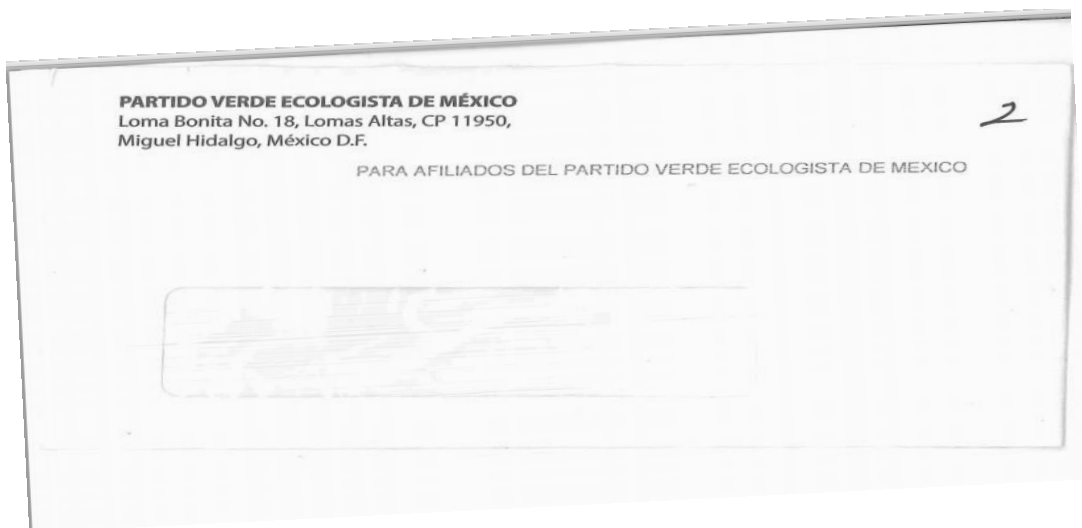 PARTIDO VERDE ECOLOGISTA DE MÉXICO
Loma Bonita No. 18, Lomas Altas, CP 11950,
Miguel Hidalgo, México D.F.
2
PARA AFILIADOS DEL PARTIDO VERDE ECOLOGISTA DE MEXICO